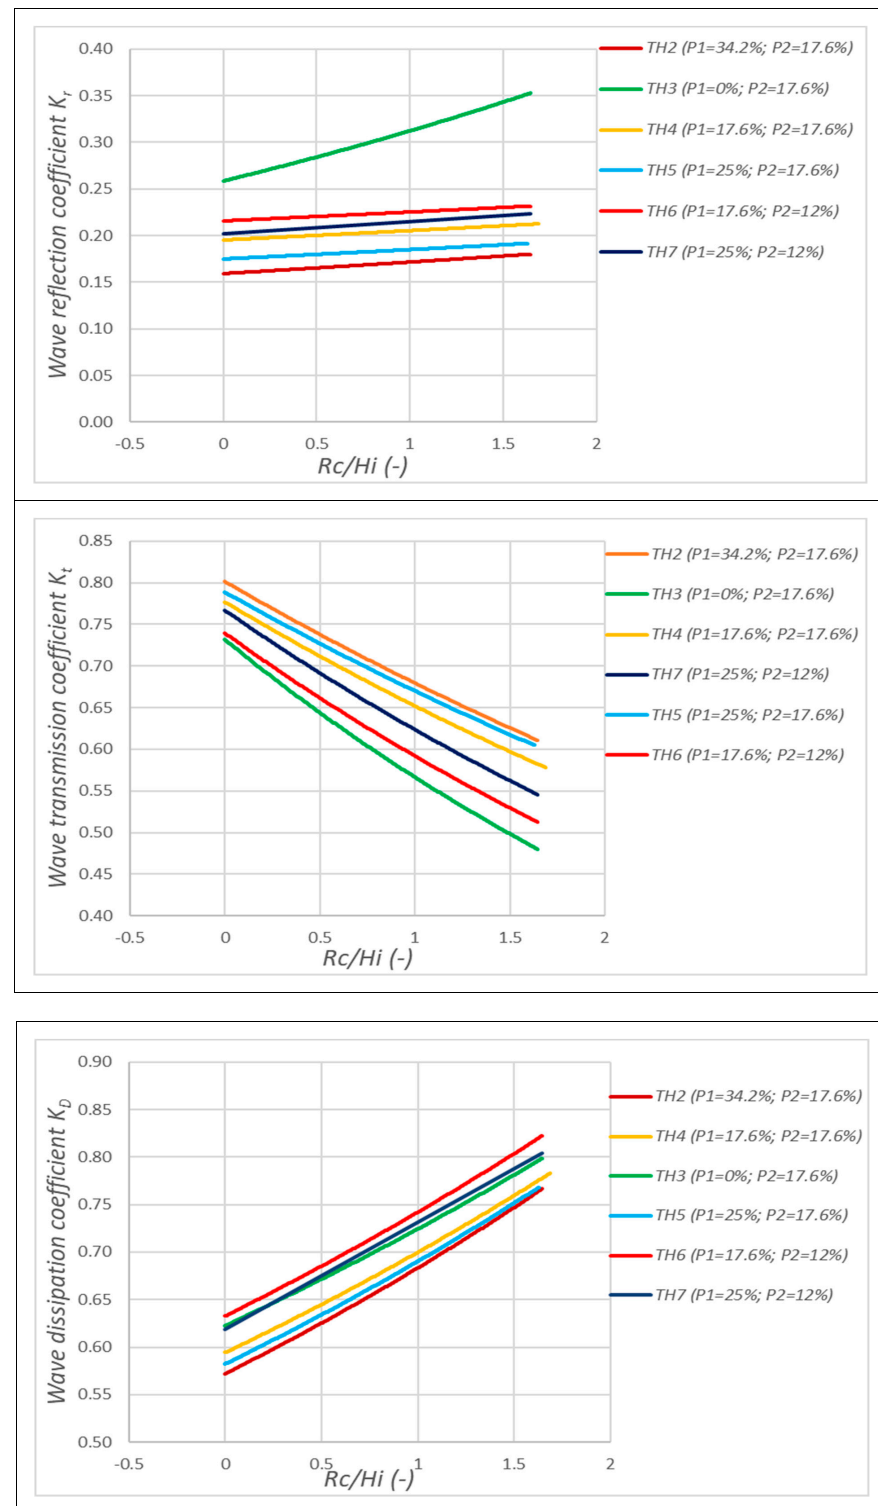 0.40
0.35
0.30
0.25
0.20
0.15
0.10
0.05
0.00
-0.5 0 0.5 1 1.5 2
Wave reflection coefficient Kr
Rc/Hi (-)
TH2 (P1=34.2%; P2=17.6%)
TH3 (P1=0%; P2=17.6%)
TH4 (P1=17.6%; P2=17.6%)
TH5 (P1=25%; P2=17.6%)
TH6 (P1=17.6%; P2=12%)
TH7 (P1=25%; P2=12%)
0.85
0.80
0.75
0.70
0.65
0.60
0.55
0.50
0.45
0.40
-0.5 0 0.5 1 1.5 2
Wave transmission coefficient Kt
Rc/Hi (-)
TH2 (P1=34.2%; P2=17.6%)
TH3 (P1=0%; P2=17.6%)
TH4 (P1=17.6%; P2=17.6%)
TH7 (P1=25%; P2=12%)
TH5 (P1=25%; P2=17.6%)
TH6 (P1=17.6%; P2=12%)
0.90
0.85
0.80
0.75
0.70
0.65
0.60
0.55
0.50
-0.5 0 0.5 1 1.5 2
Wave dissipation coefficient KD
Rc/Hi (-)
TH2 (P1=34.2%; P2=17.6%)
TH4 (P1=17.6%; P2=17.6%)
TH3 (P1=0%; P2=17.6%)
TH5 (P1=25%; P2=17.6%)
TH6 (P1=17.6%; P2=12%)
TH7 (P1=25%; P2=12%)